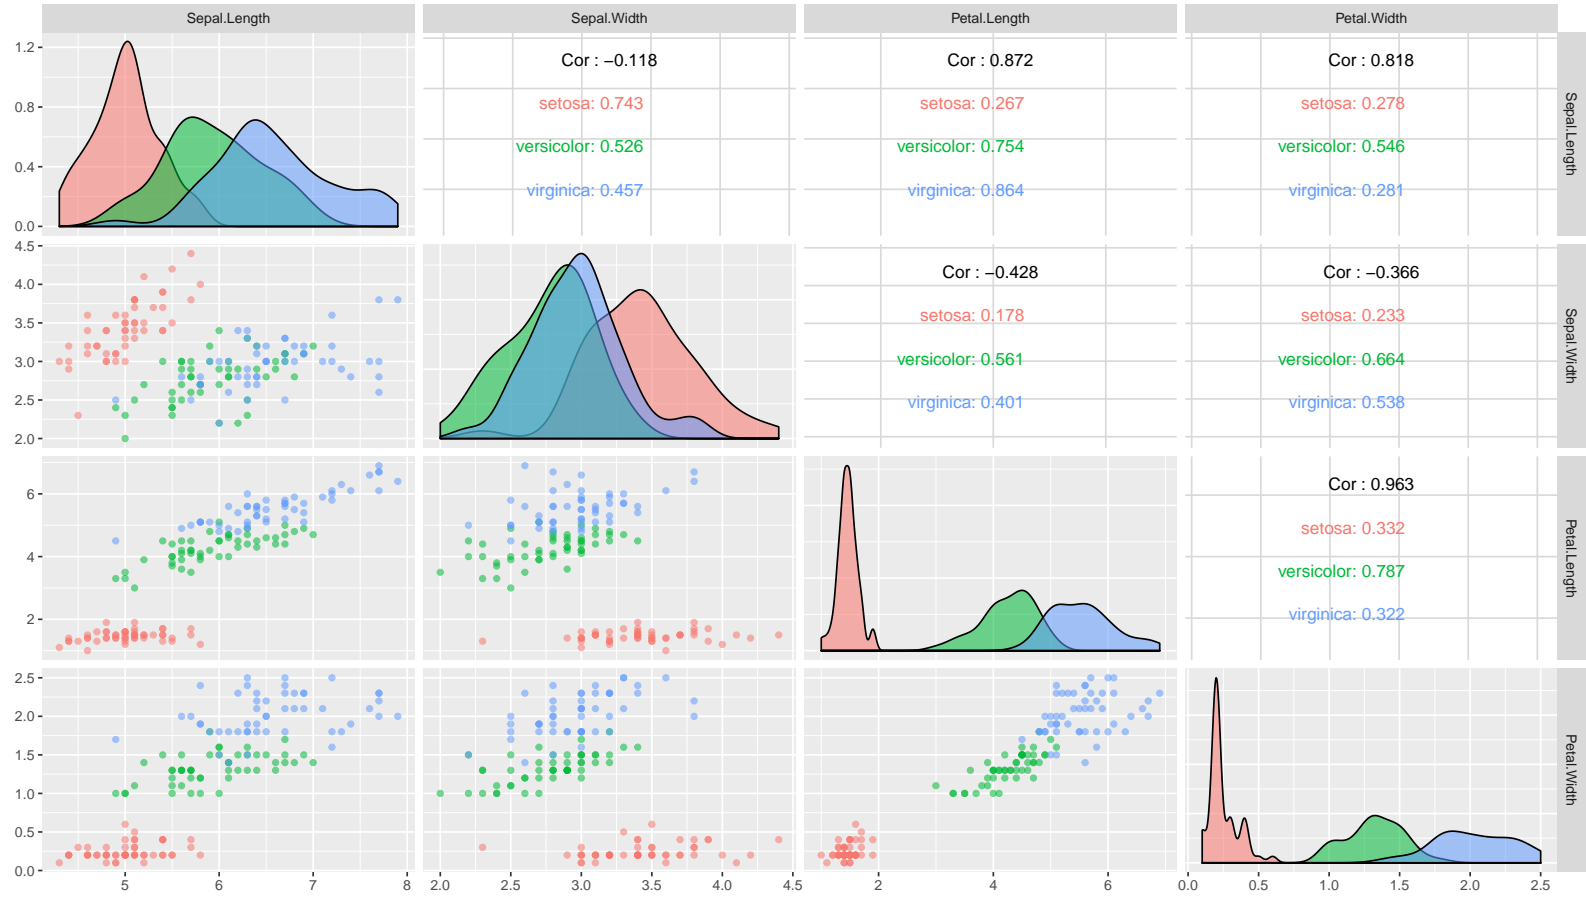 Sepal.Length
Sepal.Width
Petal.Length
Petal.Width
1.2
0.8
0.4
0.0
Cor : −0.118
setosa: 0.743
versicolor: 0.526
virginica: 0.457
Cor : 0.872
setosa: 0.267
versicolor: 0.754
virginica: 0.864
Cor : 0.818
setosa: 0.278
versicolor: 0.546
virginica: 0.281
Sepal.Length
4.5
4.0
3.5
3.0
2.5
2.0
Cor : −0.428
setosa: 0.178
versicolor: 0.561
virginica: 0.401
Cor : −0.366
setosa: 0.233
versicolor: 0.664
virginica: 0.538
Sepal.Width
6
4
2
Cor : 0.963
setosa: 0.332
versicolor: 0.787
virginica: 0.322
Petal.Length
2.5
2.0
1.5
1.0
0.5
0.0
Petal.Width
5 6 7 8
2.0 2.5 3.0 3.5 4.0 4.5
2 4 6
0.0 0.5 1.0 1.5 2.0 2.5